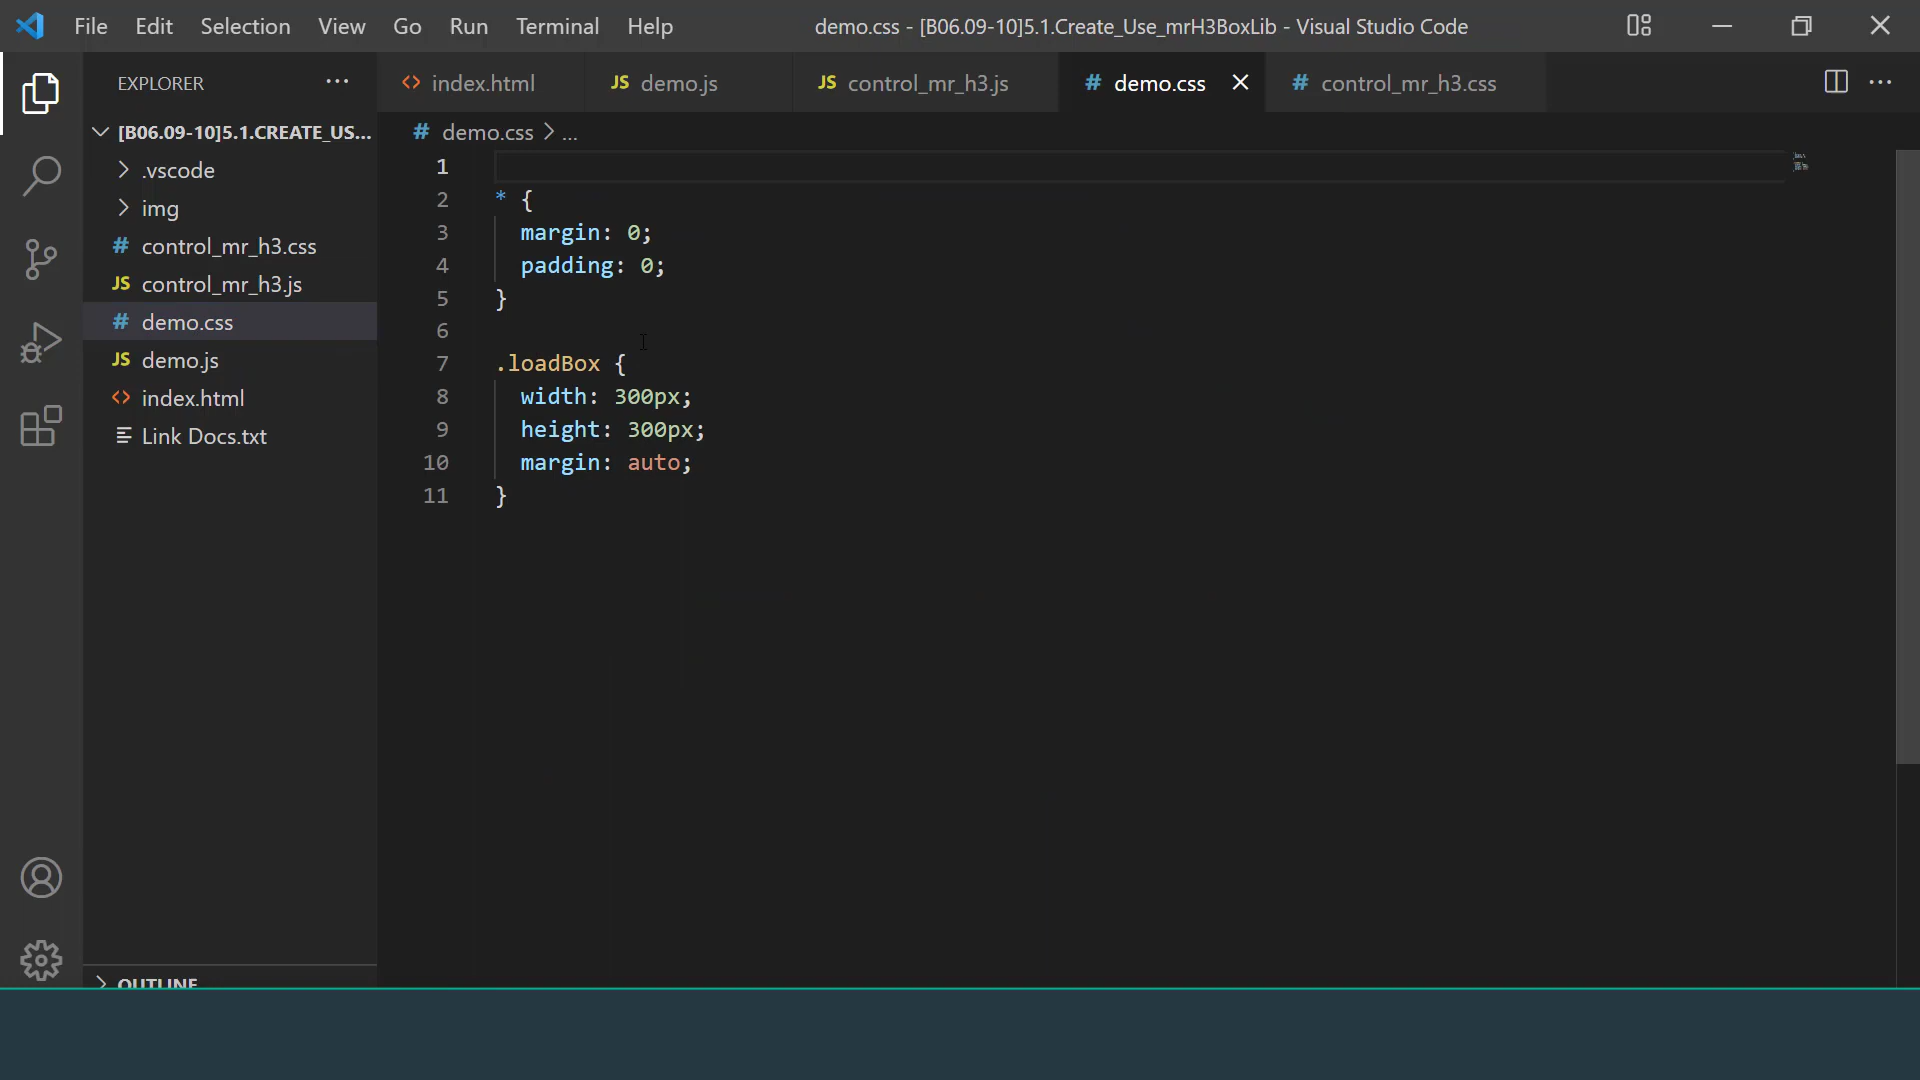 File Edit Selection View Go Run Terminal Help
demo.css - [B06.09-10]5.1.Create_Use_mrH3BoxLib - Visual Studio Code
EXPLORER
[B06.09-10]5.1.CREATE_US...
.vscode
img
# control_mr_h3.css
JS control_mr_h3.js
# demo.css
JS demo.js
<> index.html
Link Docs.txt
OUTLINE
<> index.html
JS demo.js
JS control_mr_h3.js
# demo.css
# control_mr_h3.css
# demo.css > ...
1
2 * {
3 margin: 0;
4 padding: 0;
5 }
6
7 .loadBox {
8 width: 300px;
9 height: 300px;
10 margin: auto;
11 }